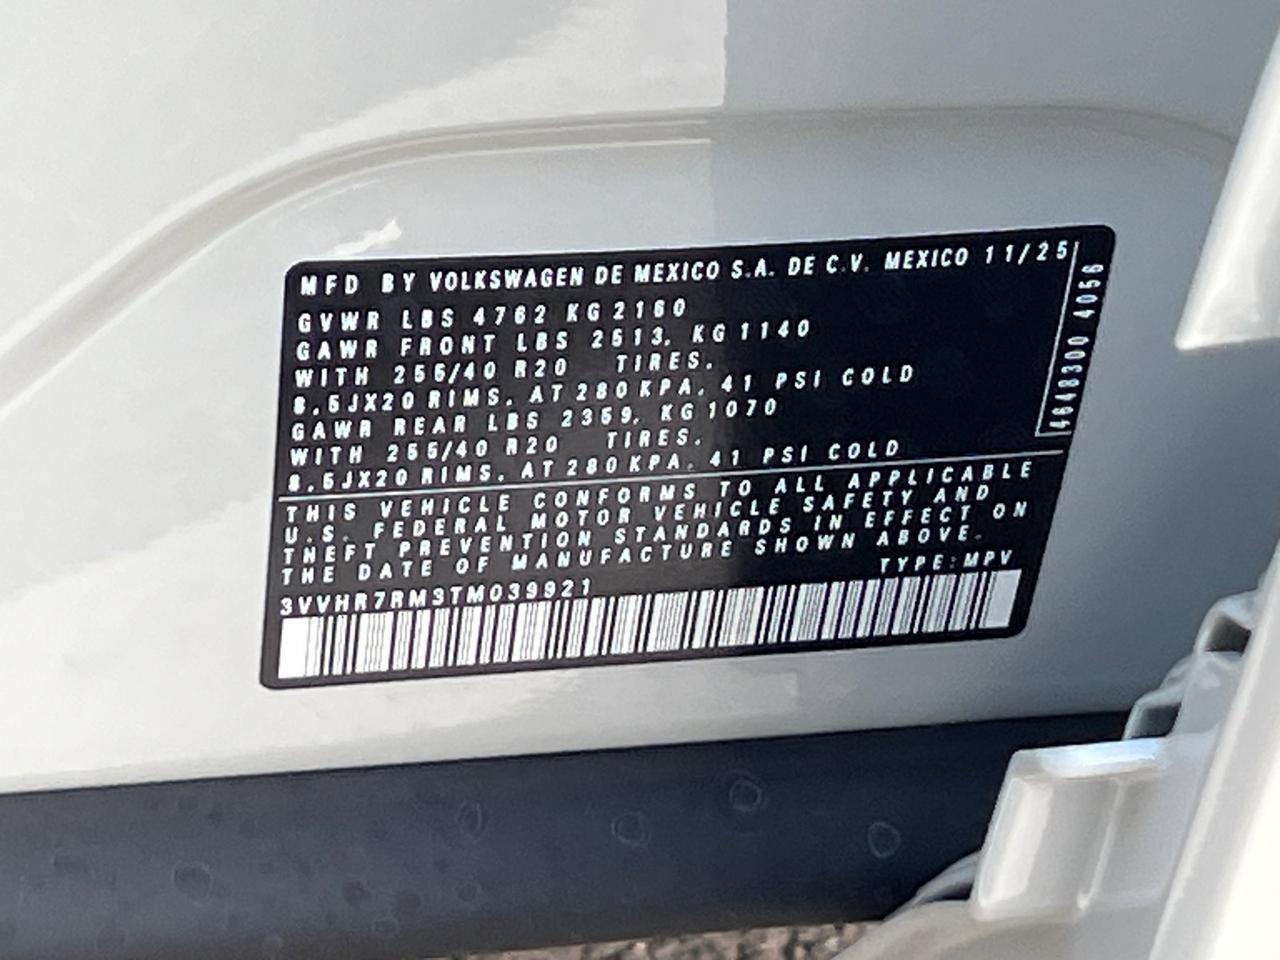 MFD BY VOLKSWAGEN DE MEXICO S.A. DE C.V. MEXICO 11/25
GVWR LBS 4762 KG 2160
GAWR FRONT LBS 2513, KG 1140
WITH 255/40 R20 TIRES,
8.5JX20 RIMS, AT 280 KPA, 41 PSI COLD
GAWR REAR LBS 2359, KG 1070
WITH 255/40 R20 TIRES,
8.5JX20 RIMS, AT 280 KPA, 41 PSI COLD
THIS VEHICLE CONFORMS TO ALL APPLICABLE
U.S. FEDERAL MOTOR VEHICLE SAFETY AND
THEFT PREVENTION STANDARDS IN EFFECT ON
THE DATE OF MANUFACTURE SHOWN ABOVE.
TYPE:MPV
3VVHR7RM3TM039921
4648300 4056